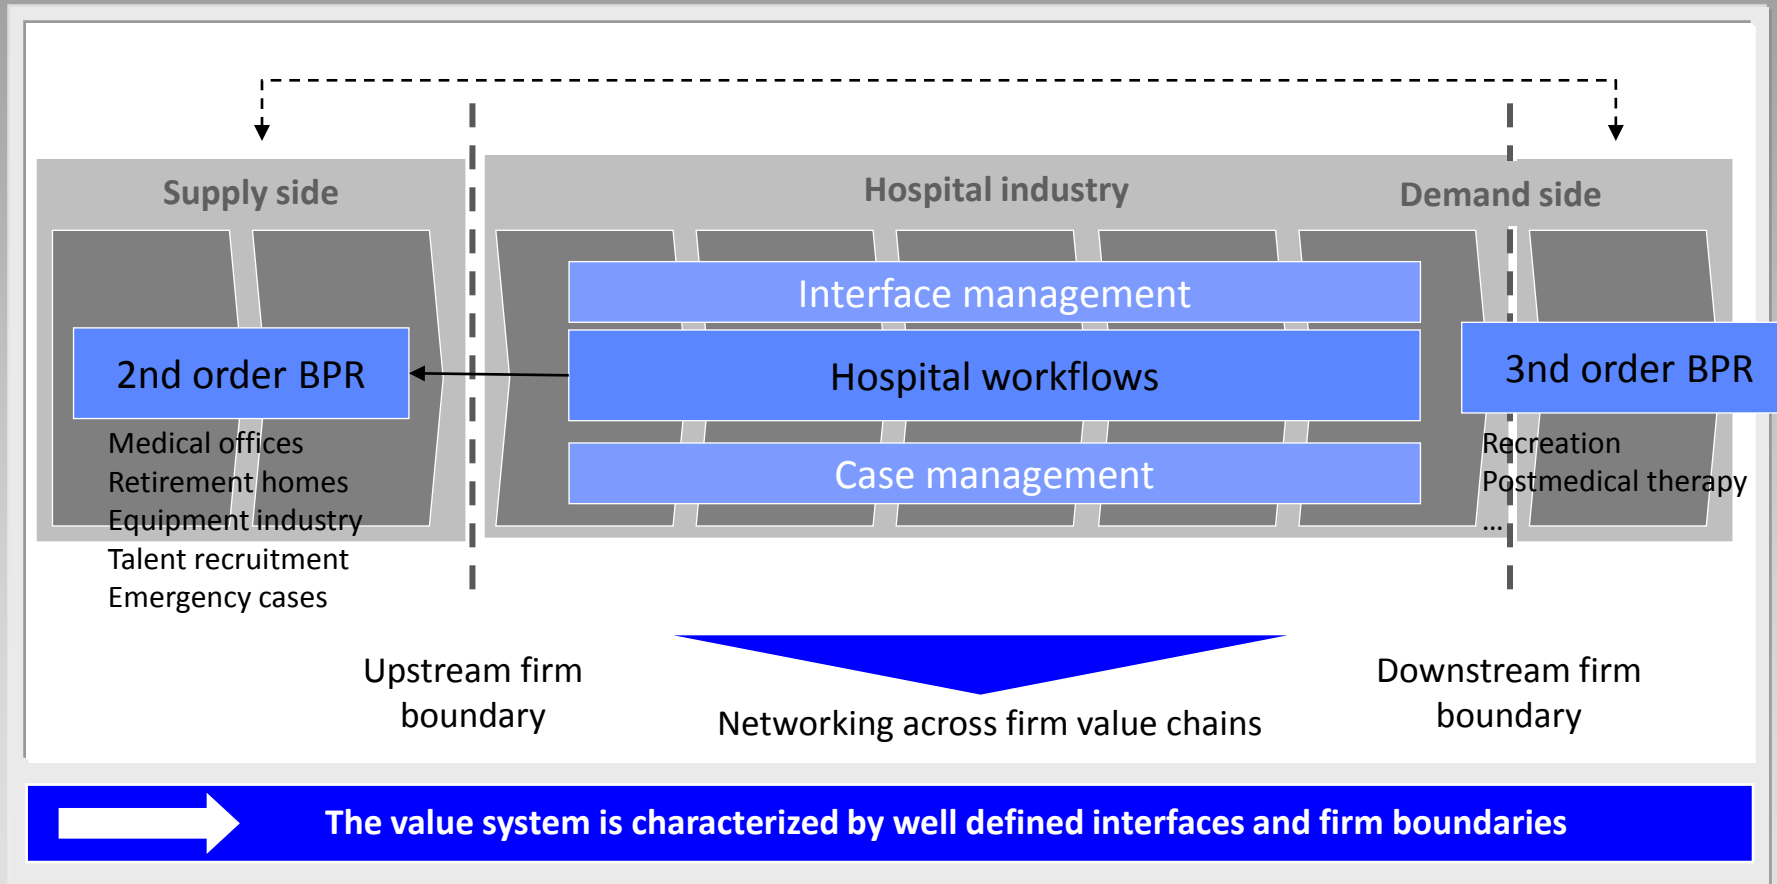 Supply side
Hospital industry
Demand side
Interface management
2nd order BPR
Hospital workflows
3nd order BPR
Case management
Medical offices
Retirement homes
Equipment industry
Talent recruitment
Emergency cases
Recreation
Postmedical therapy
...
Upstream firm
boundary
Networking across firm value chains
Downstream firm
boundary
The value system is characterized by well defined interfaces and firm boundaries